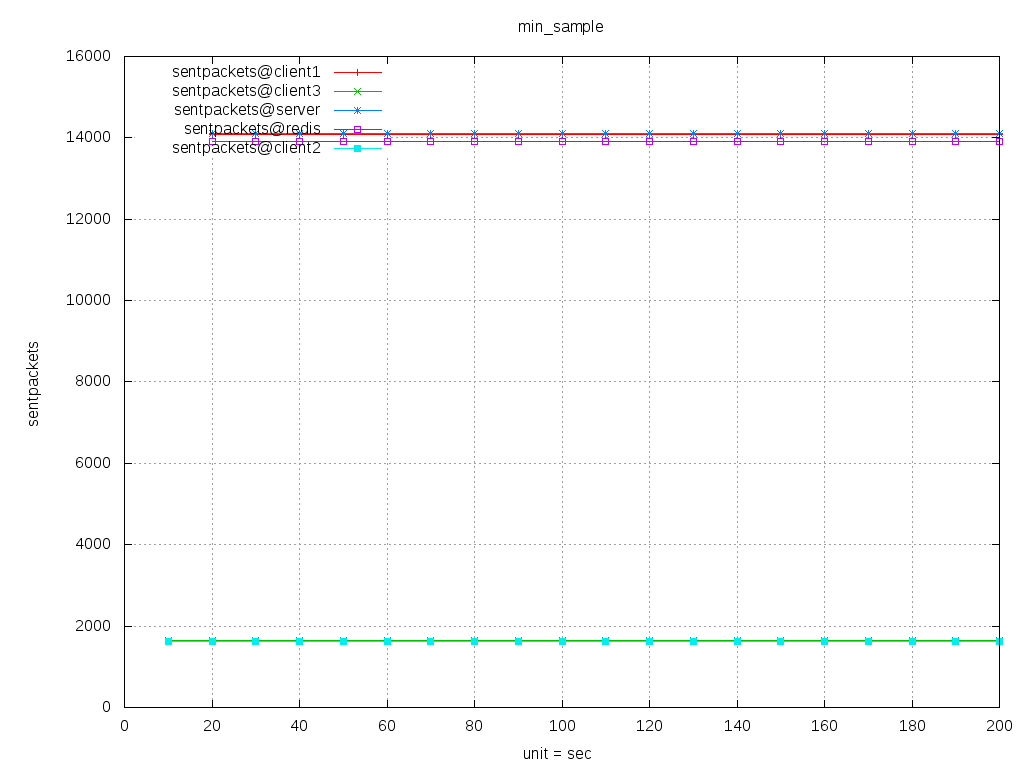 min_sample
16000
14000
12000
10000
8000
6000
4000
2000
0
sentpackets@client1
sentpackets@client3
sentpackets@server
sentpackets@redis
sentpackets@client2
sentpackets
0 20 40 60 80 100 120 140 160 180 200
unit = sec